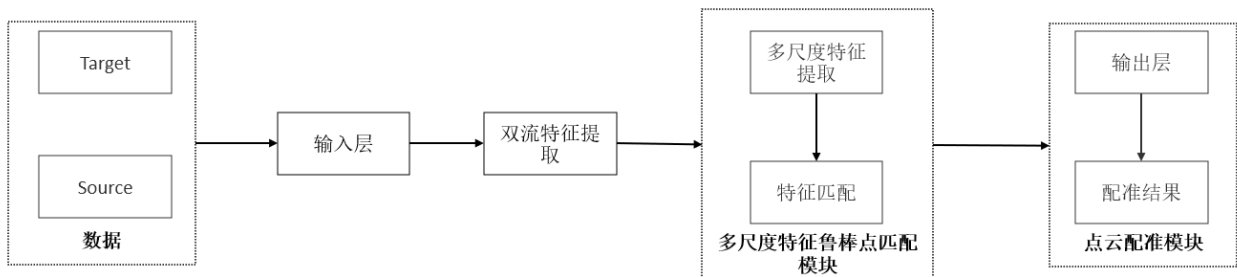 Target
Source
数据
输入层
双流特征提
取
多尺度特征
提取
特征匹配
多尺度特征鲁棒点匹配
模块
输出层
配准结果
点云配准模块